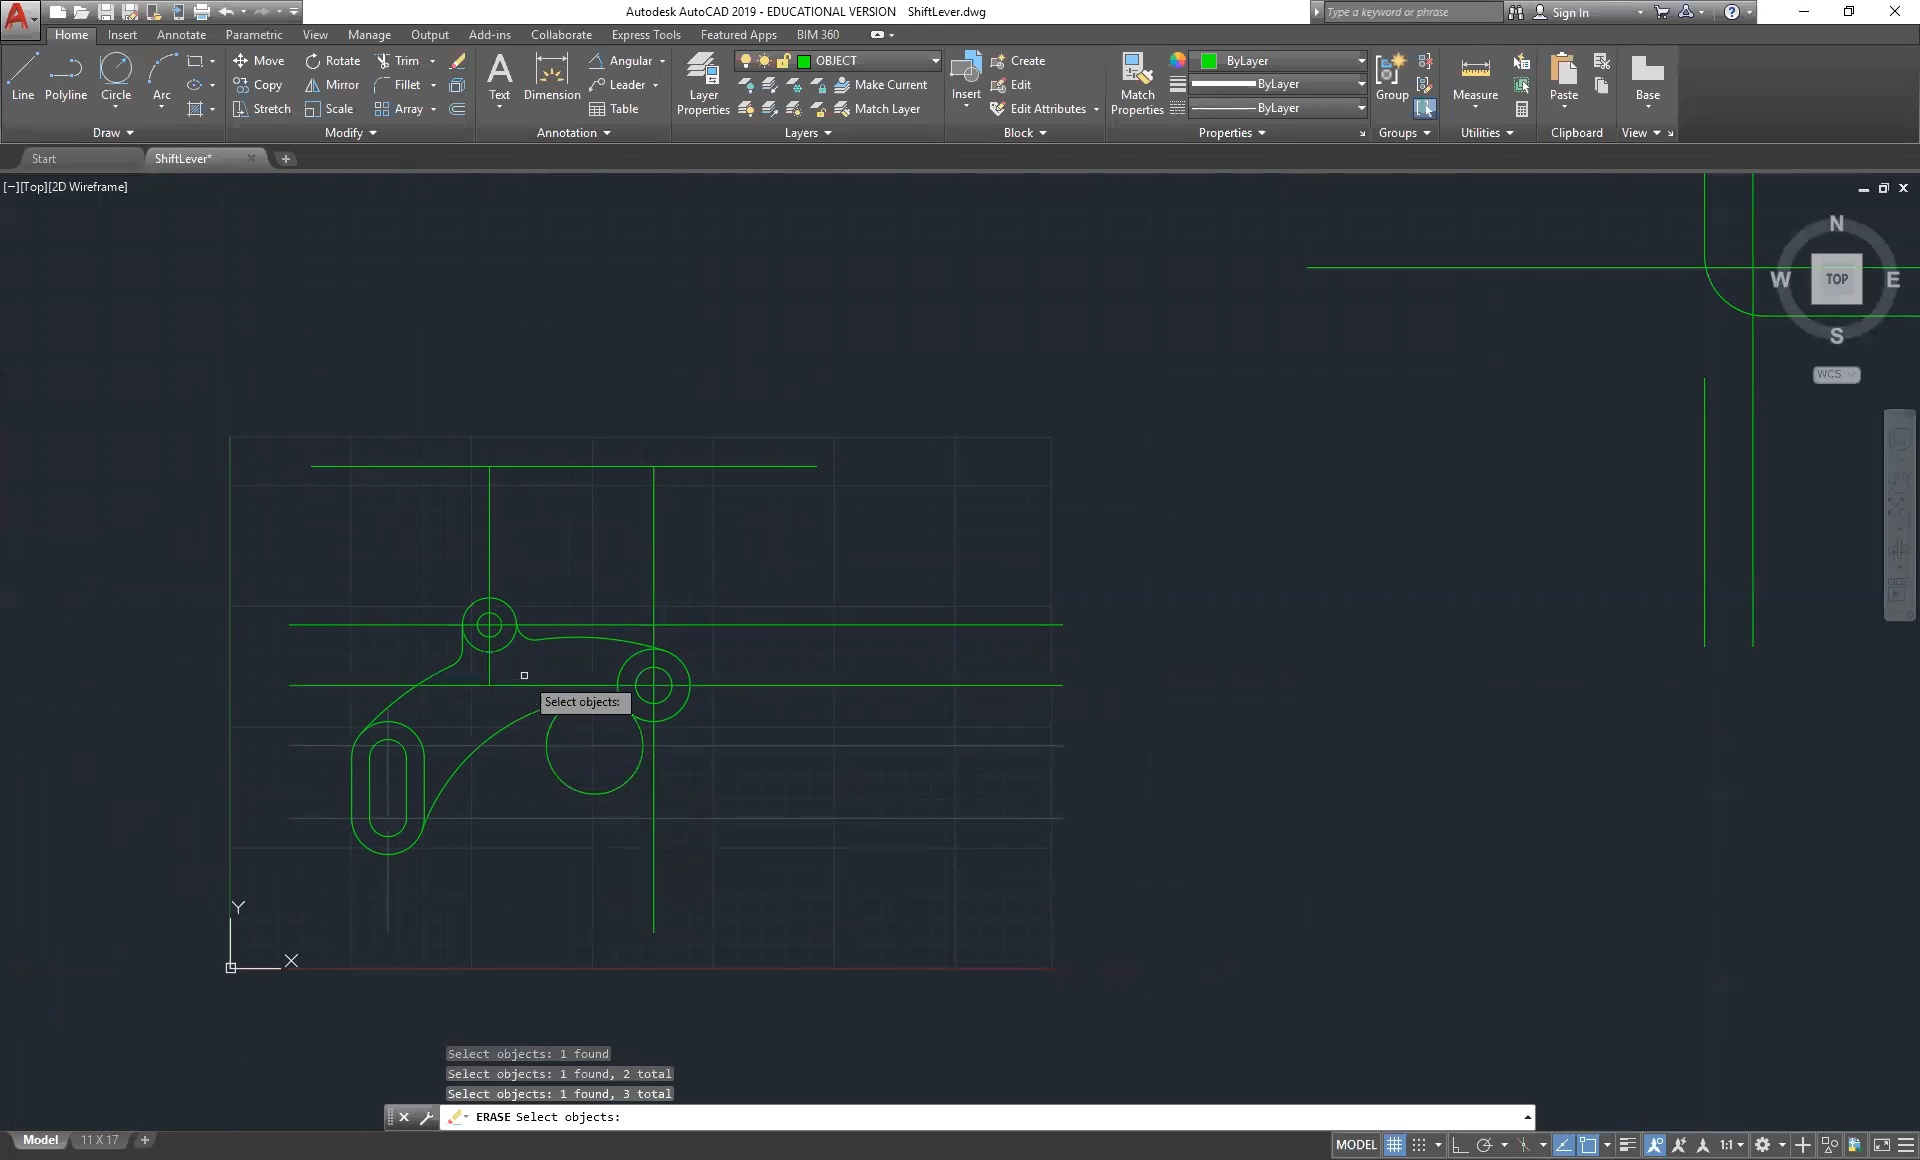 Autodesk AutoCAD 2019 - EDUCATIONAL VERSION ShiftLever.dwg
Type a keyword or phrase
Sign In
Home Insert Annotate Parametric View Manage Output Add-ins Collaborate Express Tools Featured Apps BIM 360
Line Polyline Circle Arc
Draw
Move Rotate Trim
Copy Mirror Fillet
Stretch Scale Array
Modify
Text Dimension
Angular
Leader
Table
Annotation
Layer Properties
OBJECT
Make Current
Match Layer
Layers
Insert
Create
Edit
Edit Attributes
Block
Match Properties
ByLayer
ByLayer
ByLayer
Properties
Group
Groups
Measure
Utilities
Paste
Clipboard
Base
View
Start
ShiftLever*
[−][Top][2D Wireframe]
N
W TOP E
S
WCS
Select objects:
Y
X
Select objects: 1 found
Select objects: 1 found, 2 total
Select objects: 1 found, 3 total
ERASE Select objects:
Model 11 X 17
MODEL
1:1